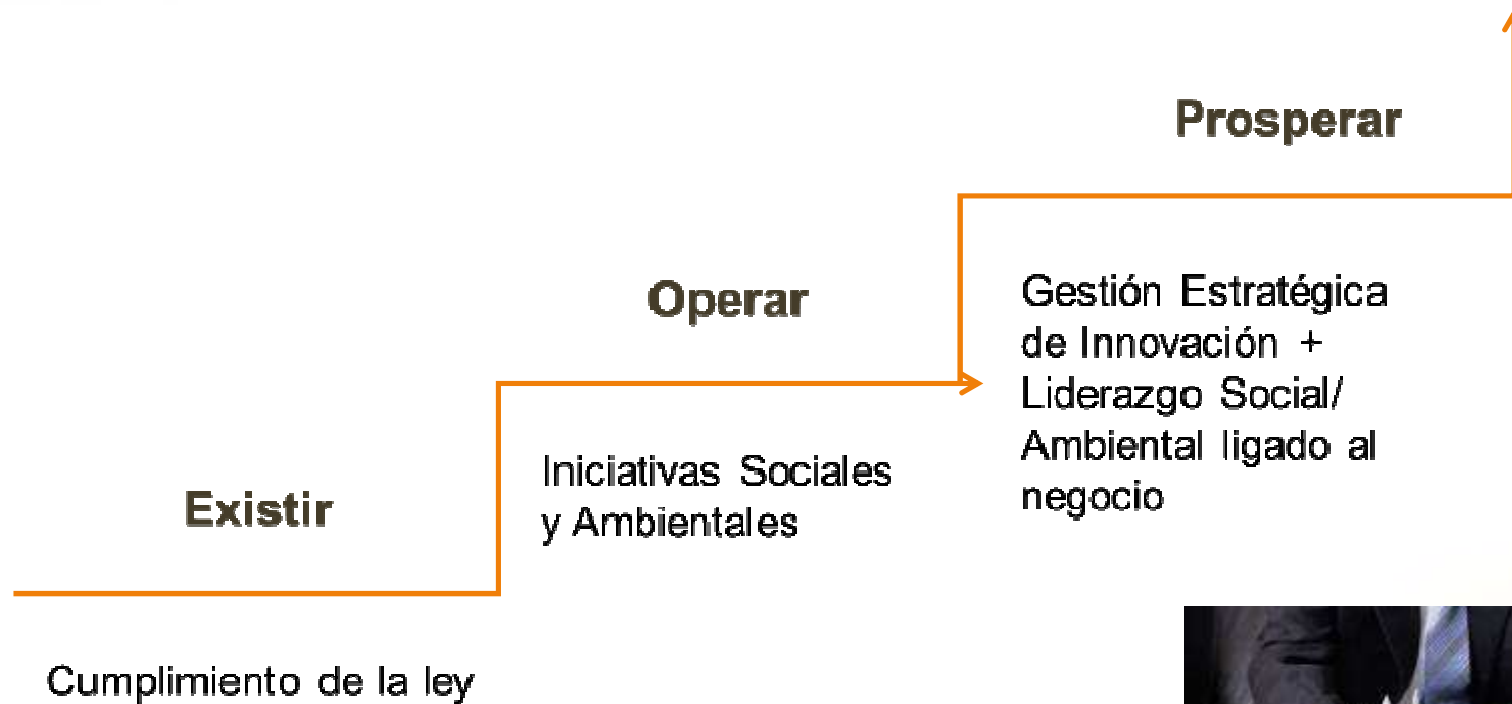 Prosperar
Gestión Estratégica
de Innovación +
Liderazgo Social/
Ambiental ligado al
negocio
Operar
Iniciativas Sociales
y Ambientales
Existir
Cumplimiento de la ley